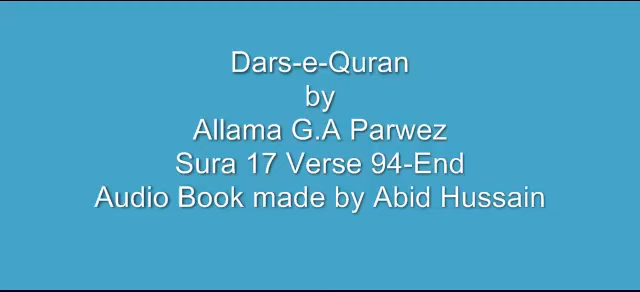 Dars-e-Quran
by
Allama G.A Parwez
Sura 17 Verse 94-End
Audio Book made by Abid Hussain